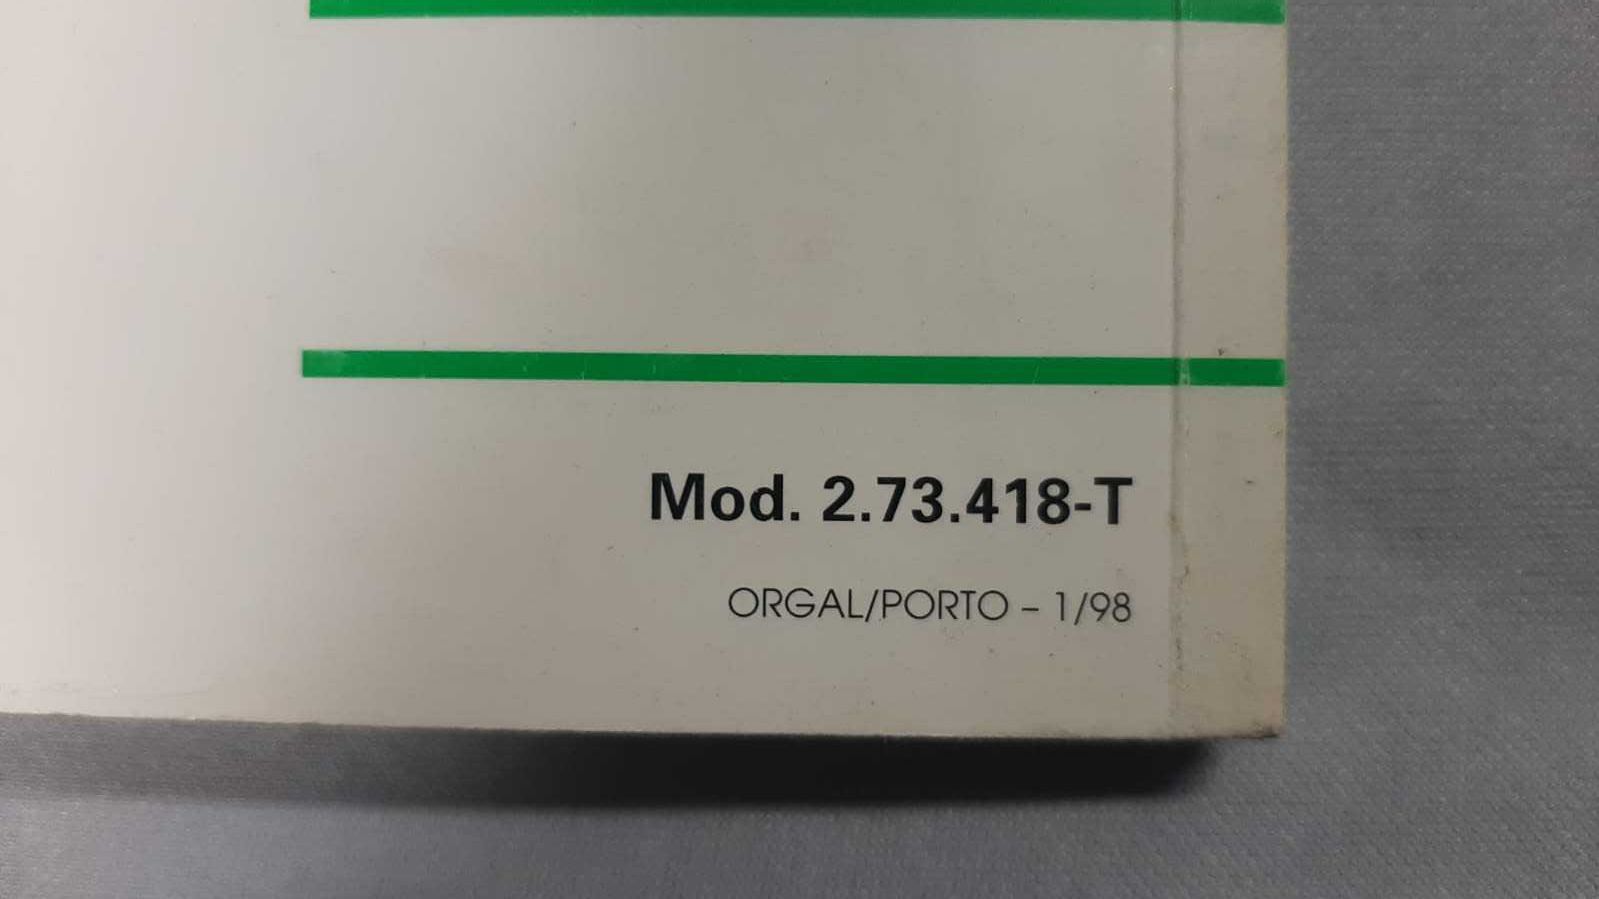 Mod. 2.73.418-T
ORGAL/PORTO – 1/98